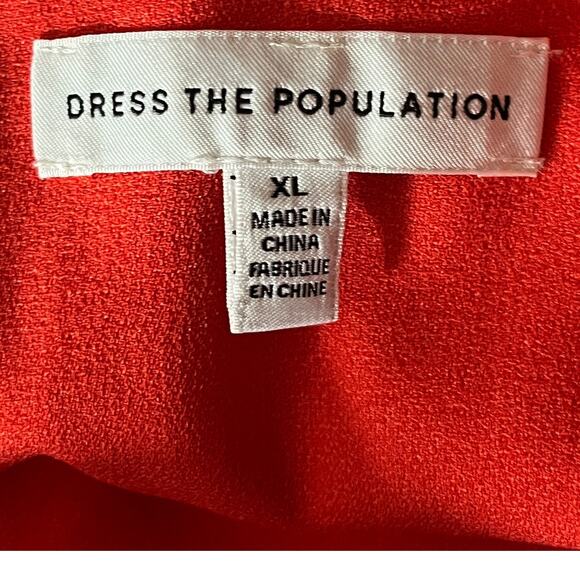 DRESS THE POPULATION
XL
MADE IN
CHINA
FABRIQUE
EN CHINE